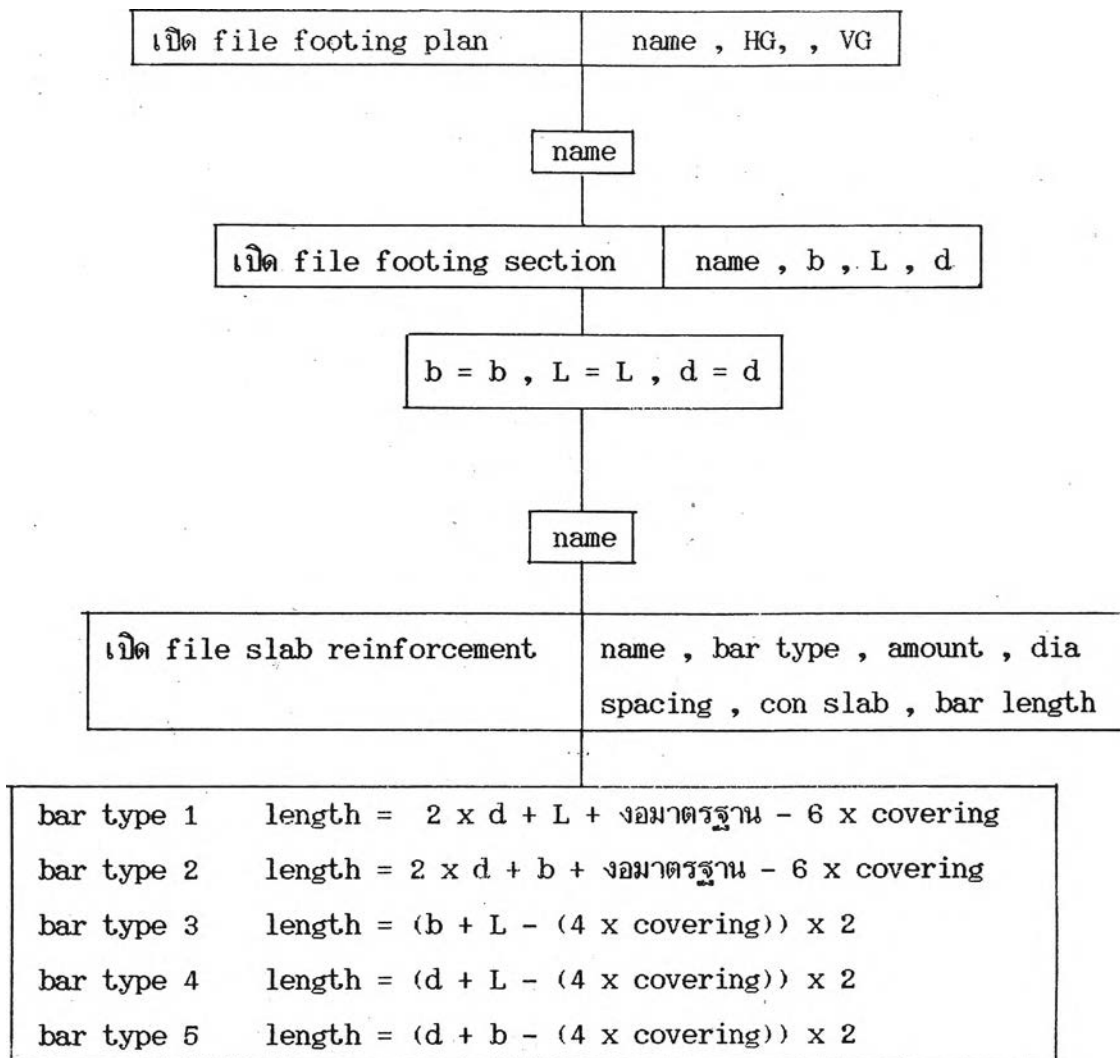 เปิด file footing plan name , HG, , VG
name
เปิด file footing section name , b , L , d
b = b , L = L , d = d
name
เปิด file slab reinforcement name , bar type , amount , dia
spacing , con slab , bar length
bar type 1 length = 2 x d + L + งอมาตรฐาน - 6 x covering
bar type 2 length = 2 x d + b + งอมาตรฐาน - 6 x covering
bar type 3 length = (b + L - (4 x covering)) x 2
bar type 4 length = (d + L - (4 x covering)) x 2
bar type 5 length = (d + b - (4 x covering)) x 2